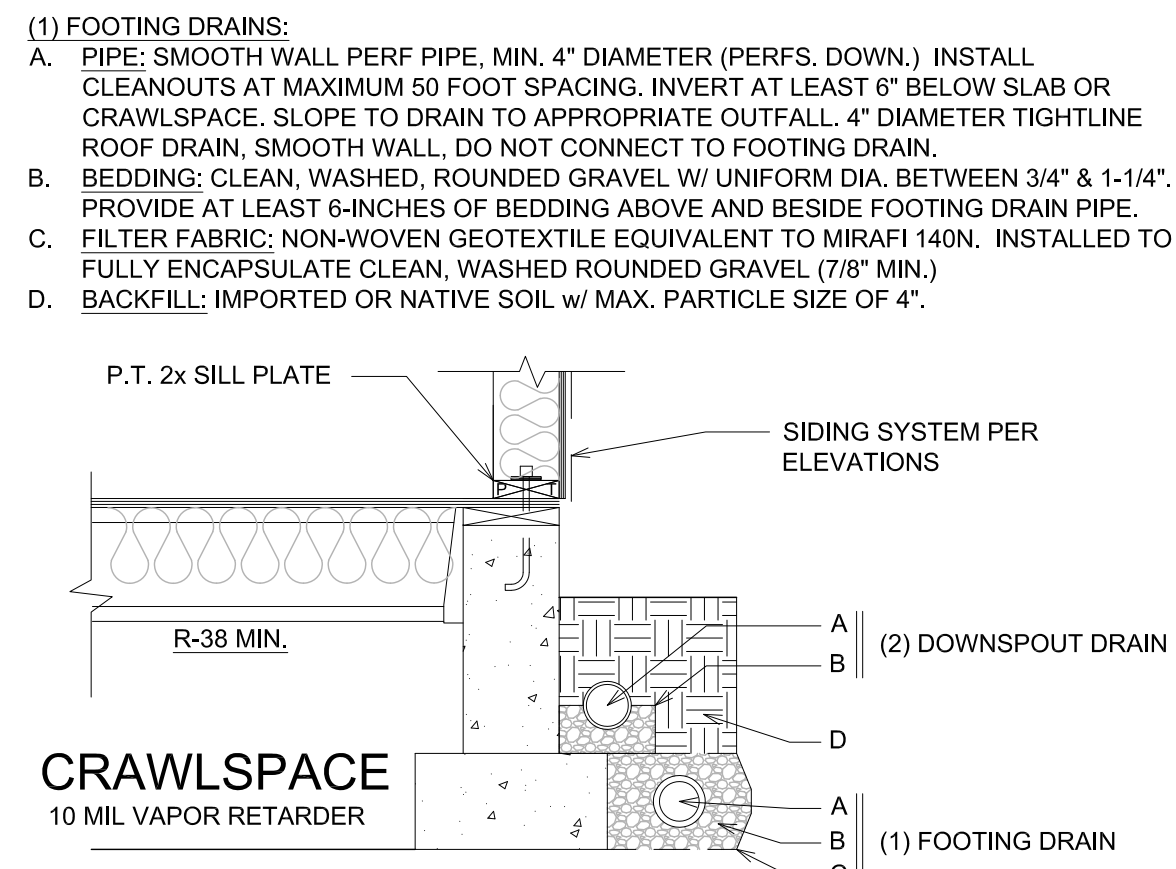 (1) FOOTING DRAINS:
A. PIPE: SMOOTH WALL PERF PIPE, MIN. 4" DIAMETER (PERFS. DOWN.) INSTALL
CLEANOUTS AT MAXIMUM 50 FOOT SPACING. INVERT AT LEAST 6" BELOW SLAB OR
CRAWLSPACE. SLOPE TO DRAIN TO APPROPRIATE OUTFALL. 4" DIAMETER TIGHTLINE
ROOF DRAIN, SMOOTH WALL, DO NOT CONNECT TO FOOTING DRAIN.
B. BEDDING: CLEAN, WASHED, ROUNDED GRAVEL W/ UNIFORM DIA. BETWEEN 3/4" & 1-1/4".
PROVIDE AT LEAST 6-INCHES OF BEDDING ABOVE AND BESIDE FOOTING DRAIN PIPE.
C. FILTER FABRIC: NON-WOVEN GEOTEXTILE EQUIVALENT TO MIRAFI 140N. INSTALLED TO
FULLY ENCAPSULATE CLEAN, WASHED ROUNDED GRAVEL (7/8" MIN.)
D. BACKFILL: IMPORTED OR NATIVE SOIL w/ MAX. PARTICLE SIZE OF 4".
P.T. 2x SILL PLATE
SIDING SYSTEM PER
ELEVATIONS
P T
R-38 MIN.
A
B
(2) DOWNSPOUT DRAIN
D
CRAWLSPACE
10 MIL VAPOR RETARDER
A
B
(1) FOOTING DRAIN